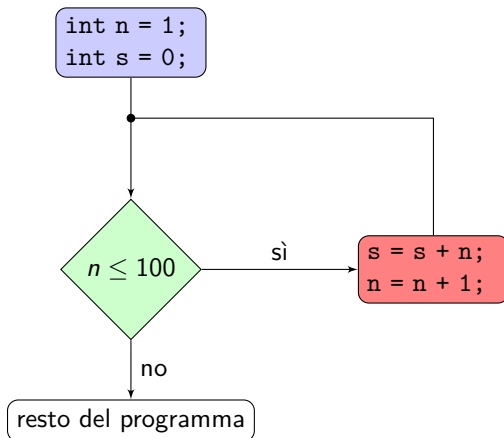 int n = 1;
int s = 0;
n ≤ 100
sì
s = s + n;
n = n + 1;
no
resto del programma